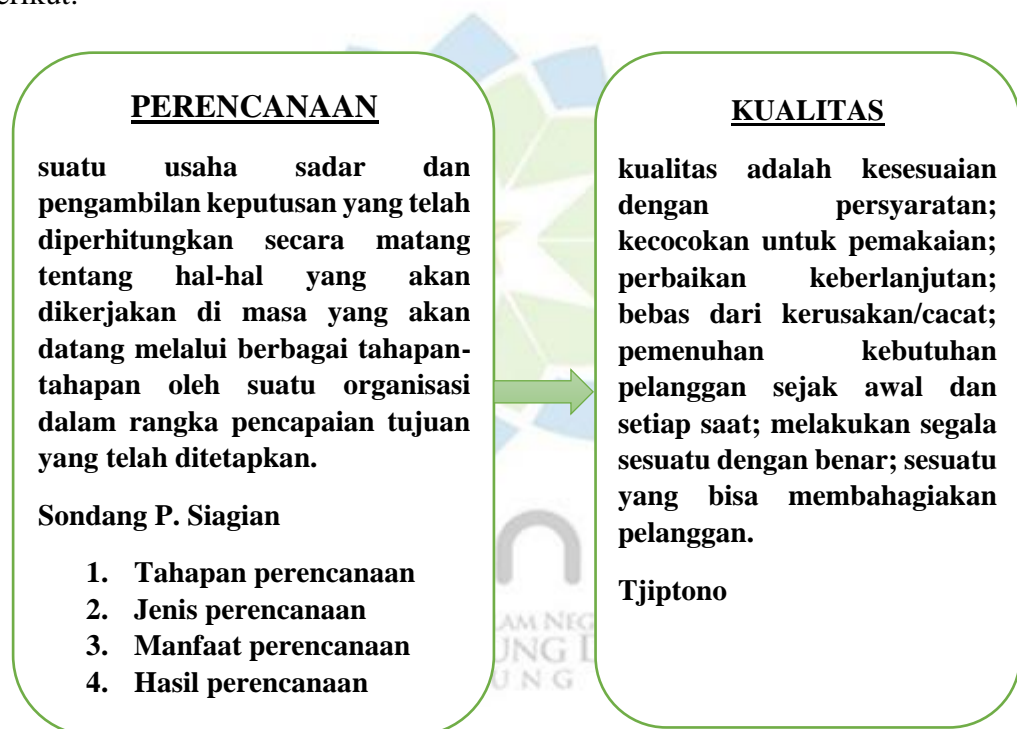 PERENCANAAN
suatu usaha sadar dan
pengambilan keputusan yang telah
diperhitungkan secara matang
tentang hal-hal yang akan
dikerjakan di masa yang akan
datang melalui berbagai tahapan-
tahapan oleh suatu organisasi
dalam rangka pencapaian tujuan
yang telah ditetapkan.
Sondang P. Siagian
1. Tahapan perencanaan
2. Jenis perencanaan
3. Manfaat perencanaan
4. Hasil perencanaan
KUALITAS
kualitas adalah kesesuaian
dengan persyaratan;
kecocokan untuk pemakaian;
perbaikan keberlanjutan;
bebas dari kerusakan/cacat;
pemenuhan kebutuhan
pelanggan sejak awal dan
setiap saat; melakukan segala
sesuatu dengan benar; sesuatu
yang bisa membahagiakan
pelanggan.
Tjiptono